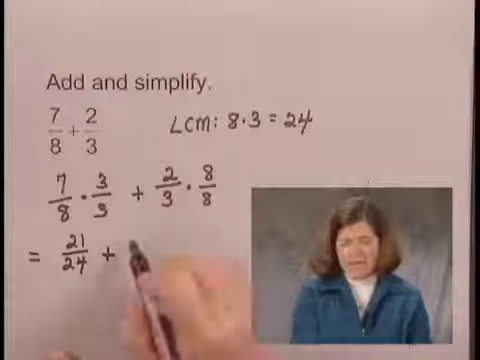 Add and simplify.
7/8 + 2/3
LCM: 8·3 = 24
7/8 · 3/3 + 2/3 · 8/8
= 21/24 +